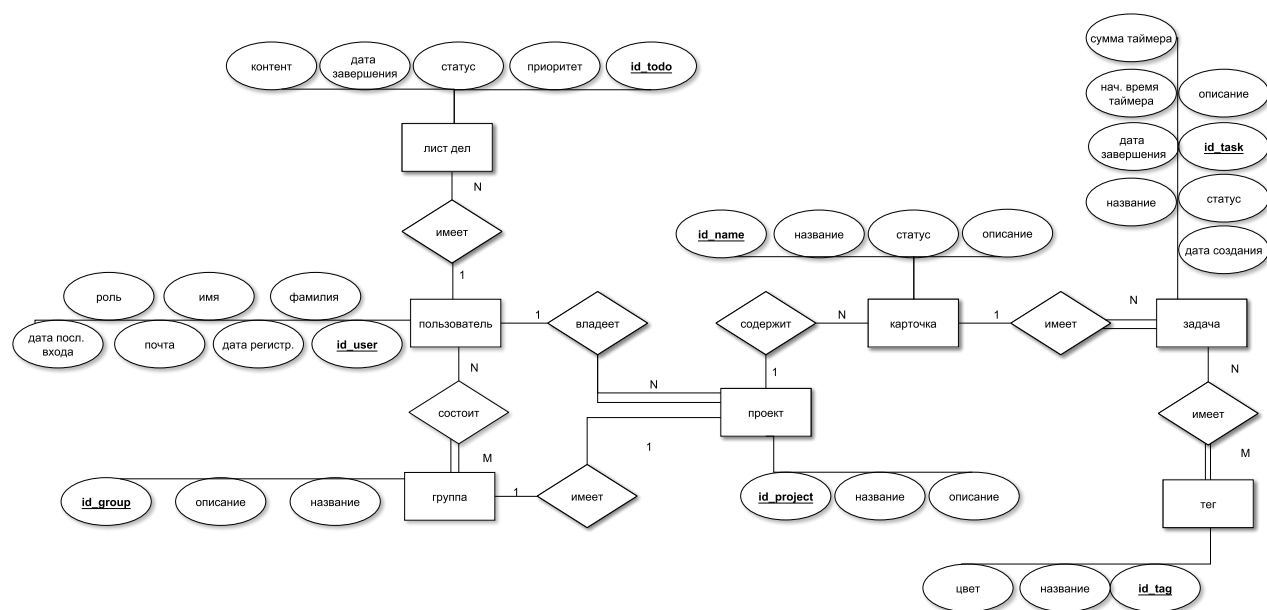 сумма таймера
контент
дата
завершения
статус
приоритет
id_todo
нач. время
таймера
описание
лист дел
дата
завершения
id_task
N
название
статус
имеет
id_name
название
статус
описание
дата создания
1
роль
имя
фамилия
пользователь
1
владеет
содержит
N
карточка
1
имеет
N
задача
дата посл.
входа
почта
дата регистр.
id_user
N
N
1
N
состоит
проект
имеет
M
1
M
id_group
описание
название
группа
1
имеет
id_project
название
описание
тег
цвет
название
id_tag